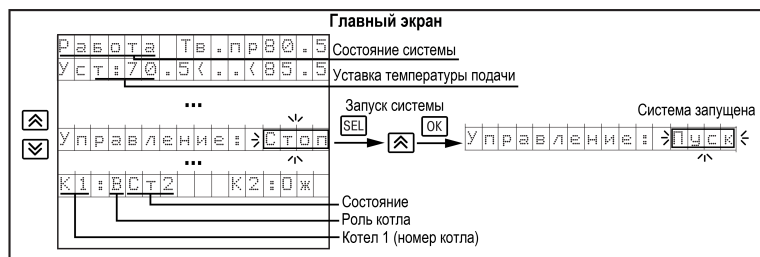 Главный экран
Работа Тв.пр80.5
Состояние системы
Уст:70.5<..<85.5
Уставка температуры подачи
...
Запуск системы
Система запущена
Управление: Стоп
SEL
OK
Управление: Пуск
...
К1:ВСт2 К2:Ож
Состояние
Роль котла
Котел 1 (номер котла)